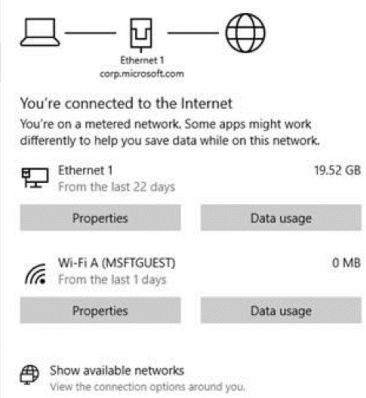 Ethernet 1
corp.microsoft.com
You're connected to the Internet
You're on a metered network. Some apps might work
differently to help you save data while on this network.
Ethernet 1 19.52 GB
From the last 22 days
Properties Data usage
Wi-Fi A (MSFTGUEST) 0 MB
From the last 1 days
Properties Data usage
Show available networks
View the connection options around you.